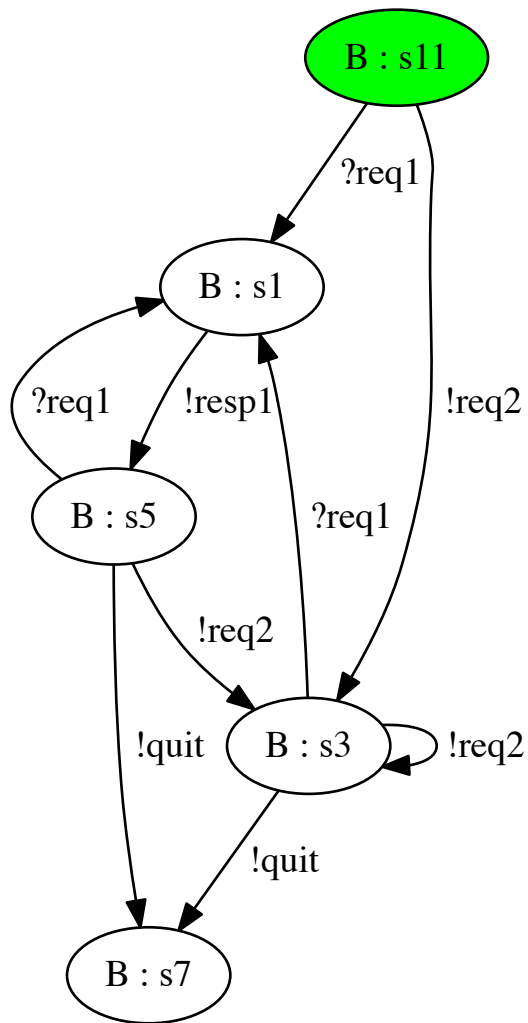 B : s11
?req1
B : s1
?req1
!resp1
!req2
B : s5
?req1
!req2
!quit
B : s3
!req2
!quit
B : s7